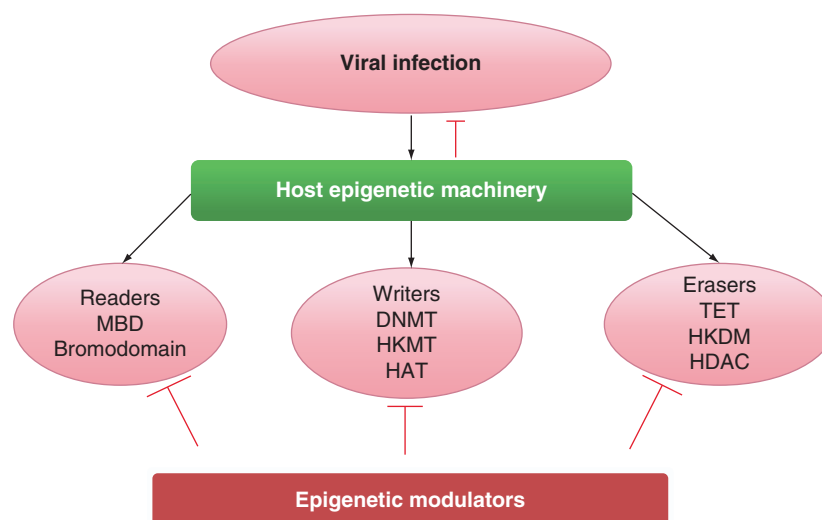 Viral infection
Host epigenetic machinery
Readers
MBD
Bromodomain
Writers
DNMT
HKMT
HAT
Erasers
TET
HKDM
HDAC
Epigenetic modulators